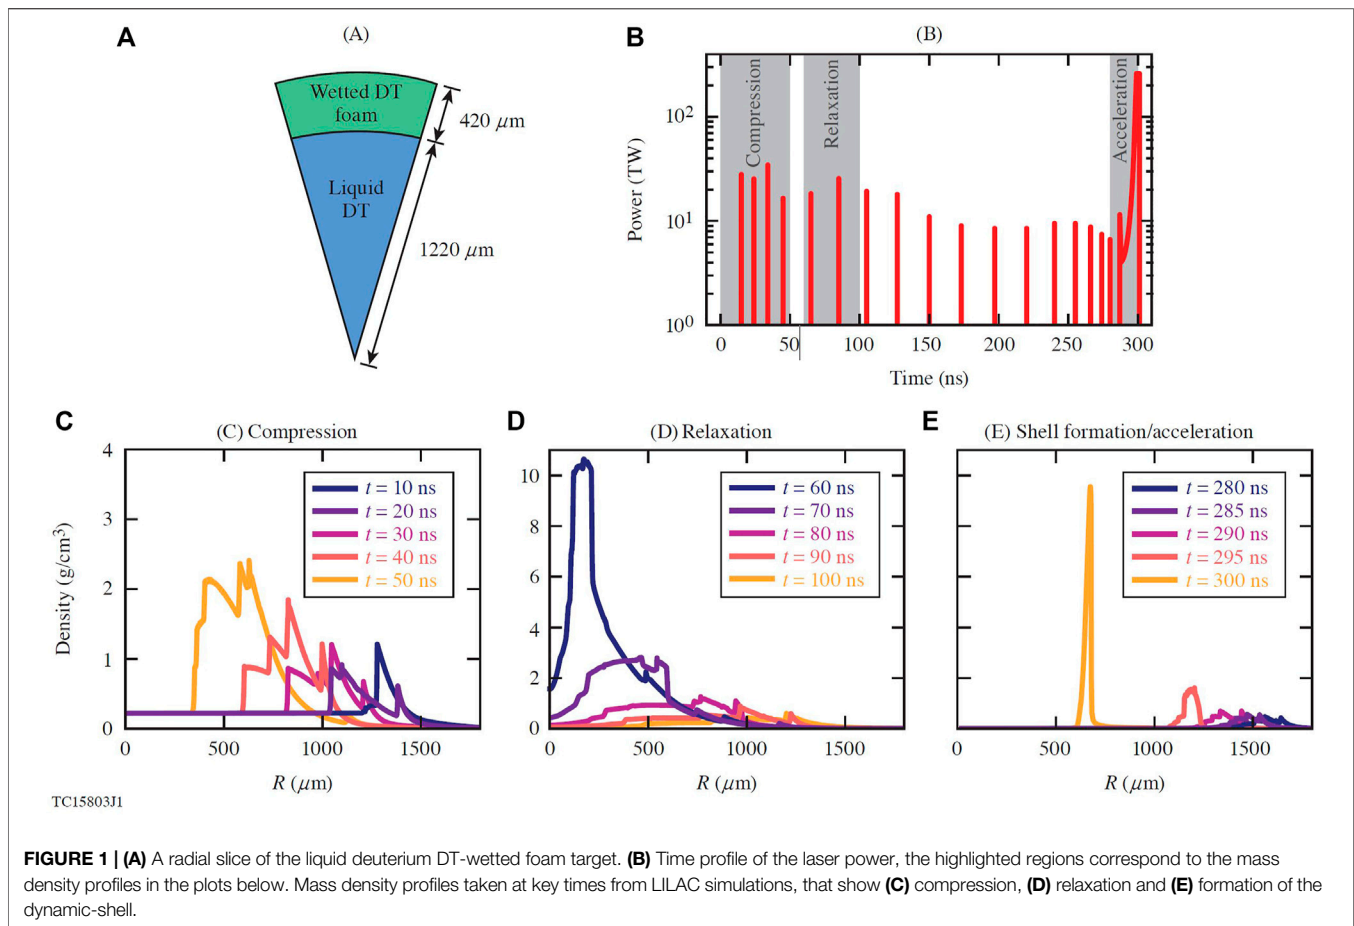 A
(A)
Wetted DT
foam
420 μm
Liquid
DT
1220 μm
B
(B)
Power (TW)
10²
10¹
10⁰
Compression
Relaxation
Acceleration
0 50 100 150 200 250 300
Time (ns)
C
(C) Compression
Density (g/cm³)
4
3
2
1
0
t = 10 ns
t = 20 ns
t = 30 ns
t = 40 ns
t = 50 ns
0 500 1000 1500
R (μm)
D
(D) Relaxation
10
8
6
4
2
0
t = 60 ns
t = 70 ns
t = 80 ns
t = 90 ns
t = 100 ns
0 500 1000 1500
R (μm)
E
(E) Shell formation/acceleration
10
8
6
4
2
0
t = 280 ns
t = 285 ns
t = 290 ns
t = 295 ns
t = 300 ns
0 500 1000 1500
R (μm)
TC15803J1
FIGURE 1 | (A) A radial slice of the liquid deuterium DT-wetted foam target. (B) Time profile of the laser power, the highlighted regions correspond to the mass
density profiles in the plots below. Mass density profiles taken at key times from LILAC simulations, that show (C) compression, (D) relaxation and (E) formation of the
dynamic-shell.